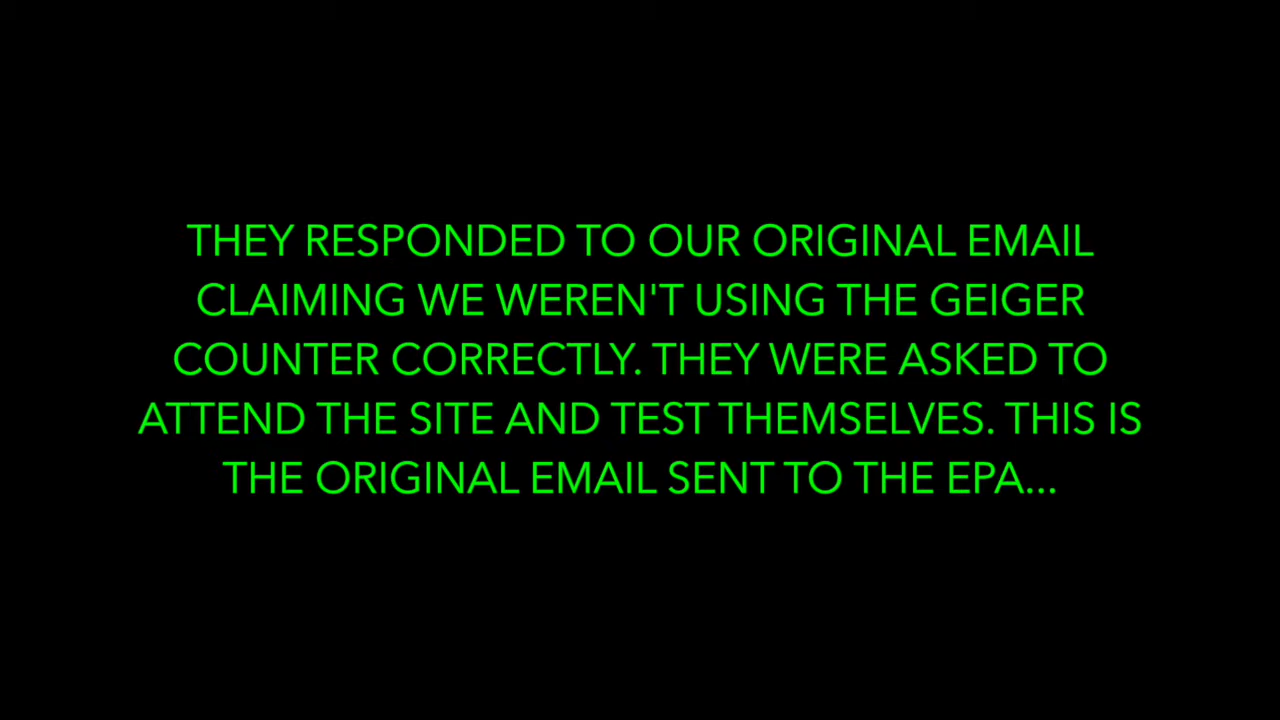 THEY RESPONDED TO OUR ORIGINAL EMAIL
CLAIMING WE WEREN'T USING THE GEIGER
COUNTER CORRECTLY. THEY WERE ASKED TO
ATTEND THE SITE AND TEST THEMSELVES. THIS IS
THE ORIGINAL EMAIL SENT TO THE EPA...